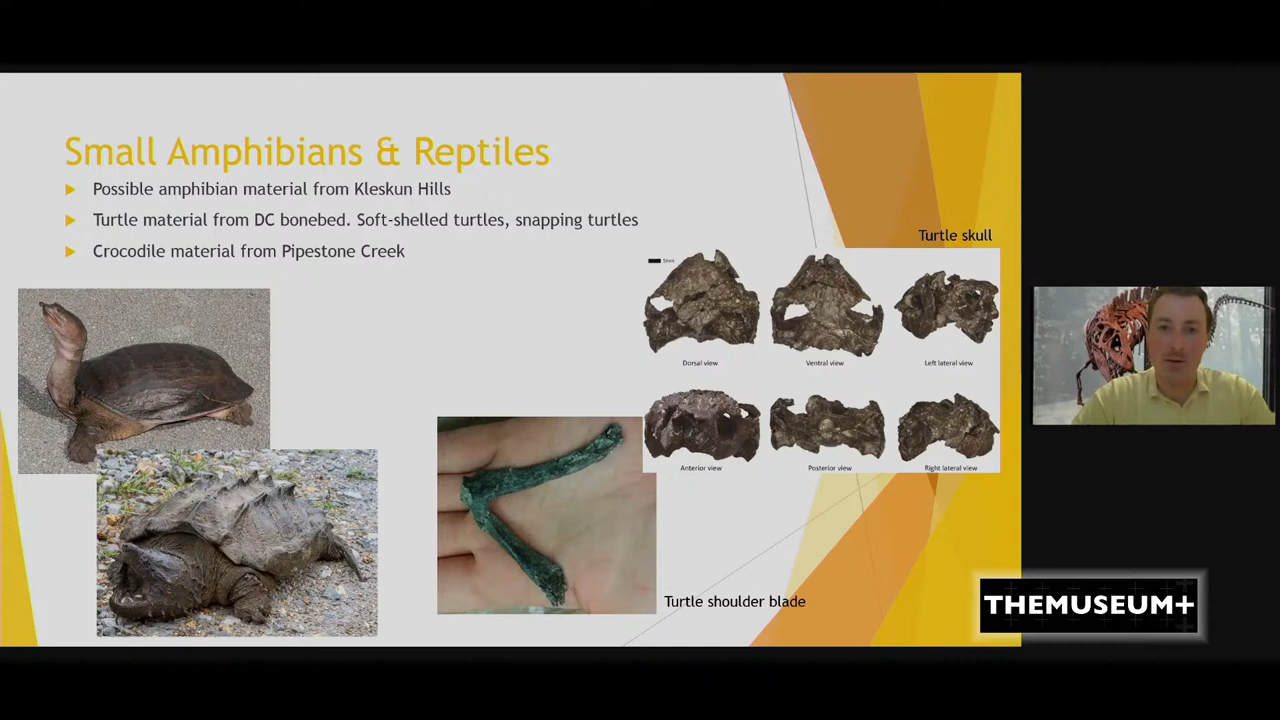 Small Amphibians & Reptiles
Possible amphibian material from Kleskun Hills
Turtle material from DC bonebed. Soft-shelled turtles, snapping turtles
Crocodile material from Pipestone Creek
Turtle skull
5mm
Dorsal view
Ventral view
Left lateral view
Anterior view
Posterior view
Right lateral view
Turtle shoulder blade
THEMUSEUM+